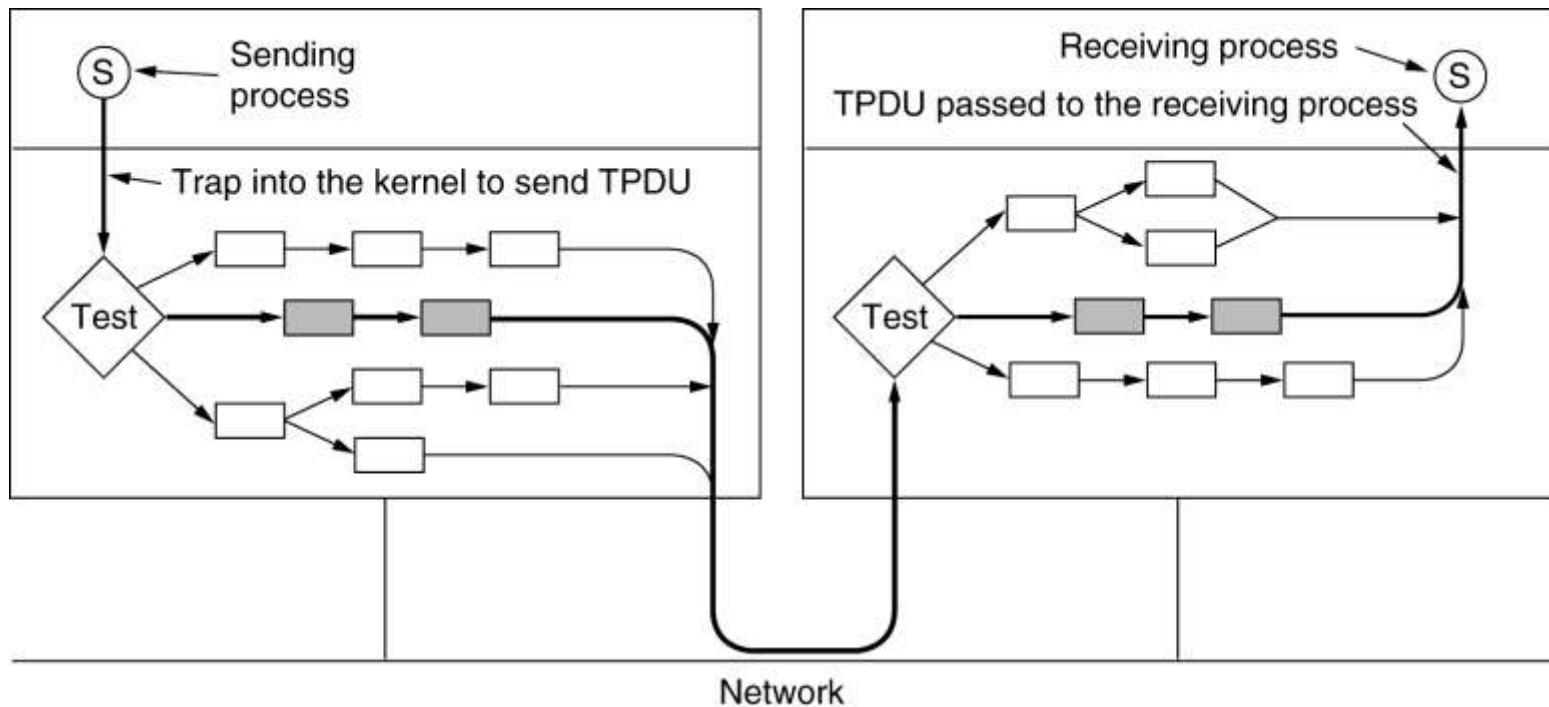 S
Sending
process
Trap into the kernel to send TPDU
Test
Receiving process
S
TPDU passed to the receiving process
Test
Network